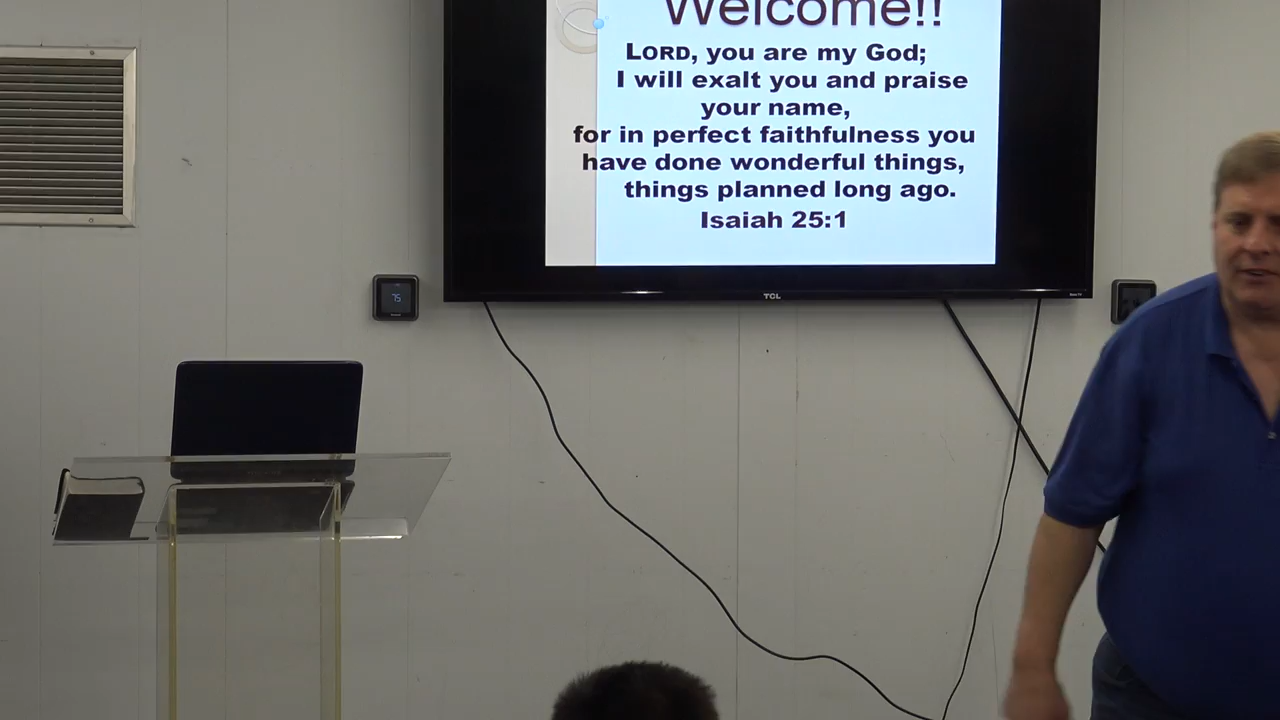 Welcome!!
LORD, you are my God;
I will exalt you and praise
your name,
for in perfect faithfulness you
have done wonderful things,
things planned long ago.
Isaiah 25:1
75
TCL